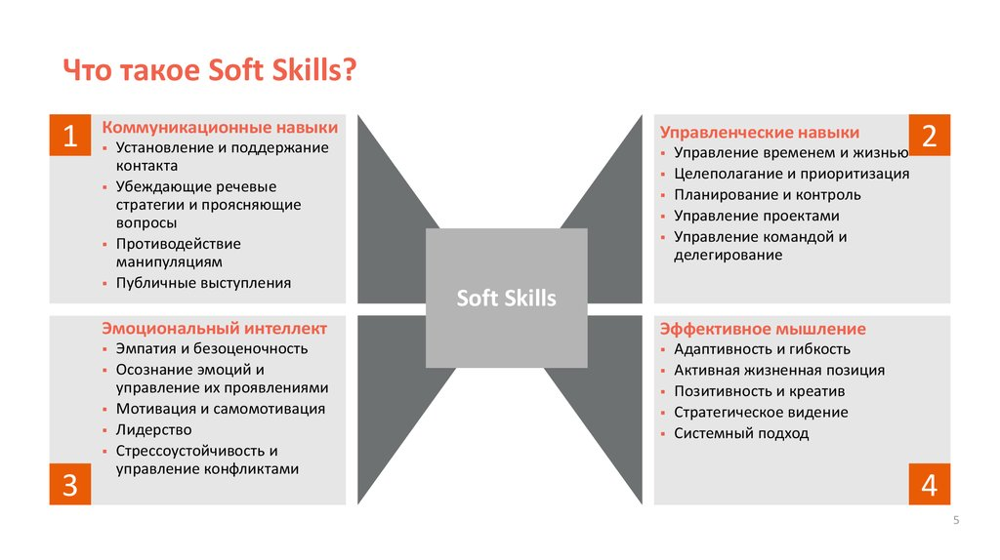 Что такое Soft Skills?
1
Коммуникационные навыки
▪ Установление и поддержание
контакта
▪ Убеждающие речевые
стратегии и проясняющие
вопросы
▪ Противодействие
манипуляциям
▪ Публичные выступления
2
Управленческие навыки
▪ Управление временем и жизнью
▪ Целеполагание и приоритизация
▪ Планирование и контроль
▪ Управление проектами
▪ Управление командой и
делегирование
Soft Skills
3
Эмоциональный интеллект
▪ Эмпатия и безоценочность
▪ Осознание эмоций и
управление их проявлениями
▪ Мотивация и самомотивация
▪ Лидерство
▪ Стрессоустойчивость и
управление конфликтами
4
Эффективное мышление
▪ Адаптивность и гибкость
▪ Активная жизненная позиция
▪ Позитивность и креатив
▪ Стратегическое видение
▪ Системный подход
5